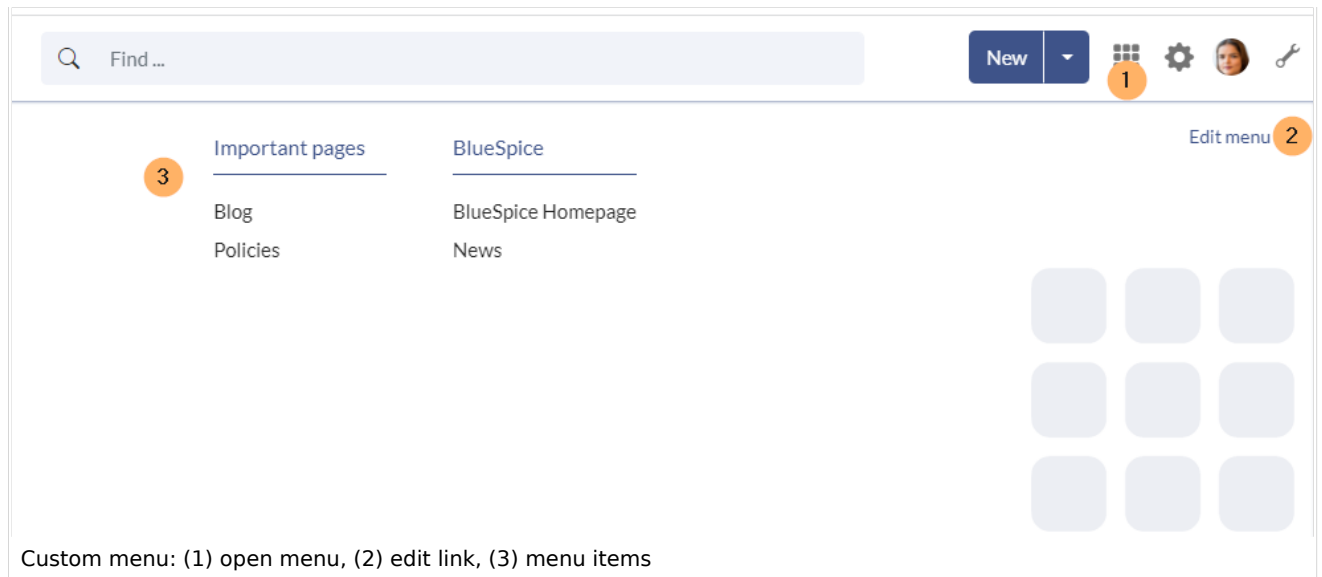 Find ...
New
1
Edit menu 2
Important pages BlueSpice
3
Blog BlueSpice Homepage
Policies News
Custom menu: (1) open menu, (2) edit link, (3) menu items